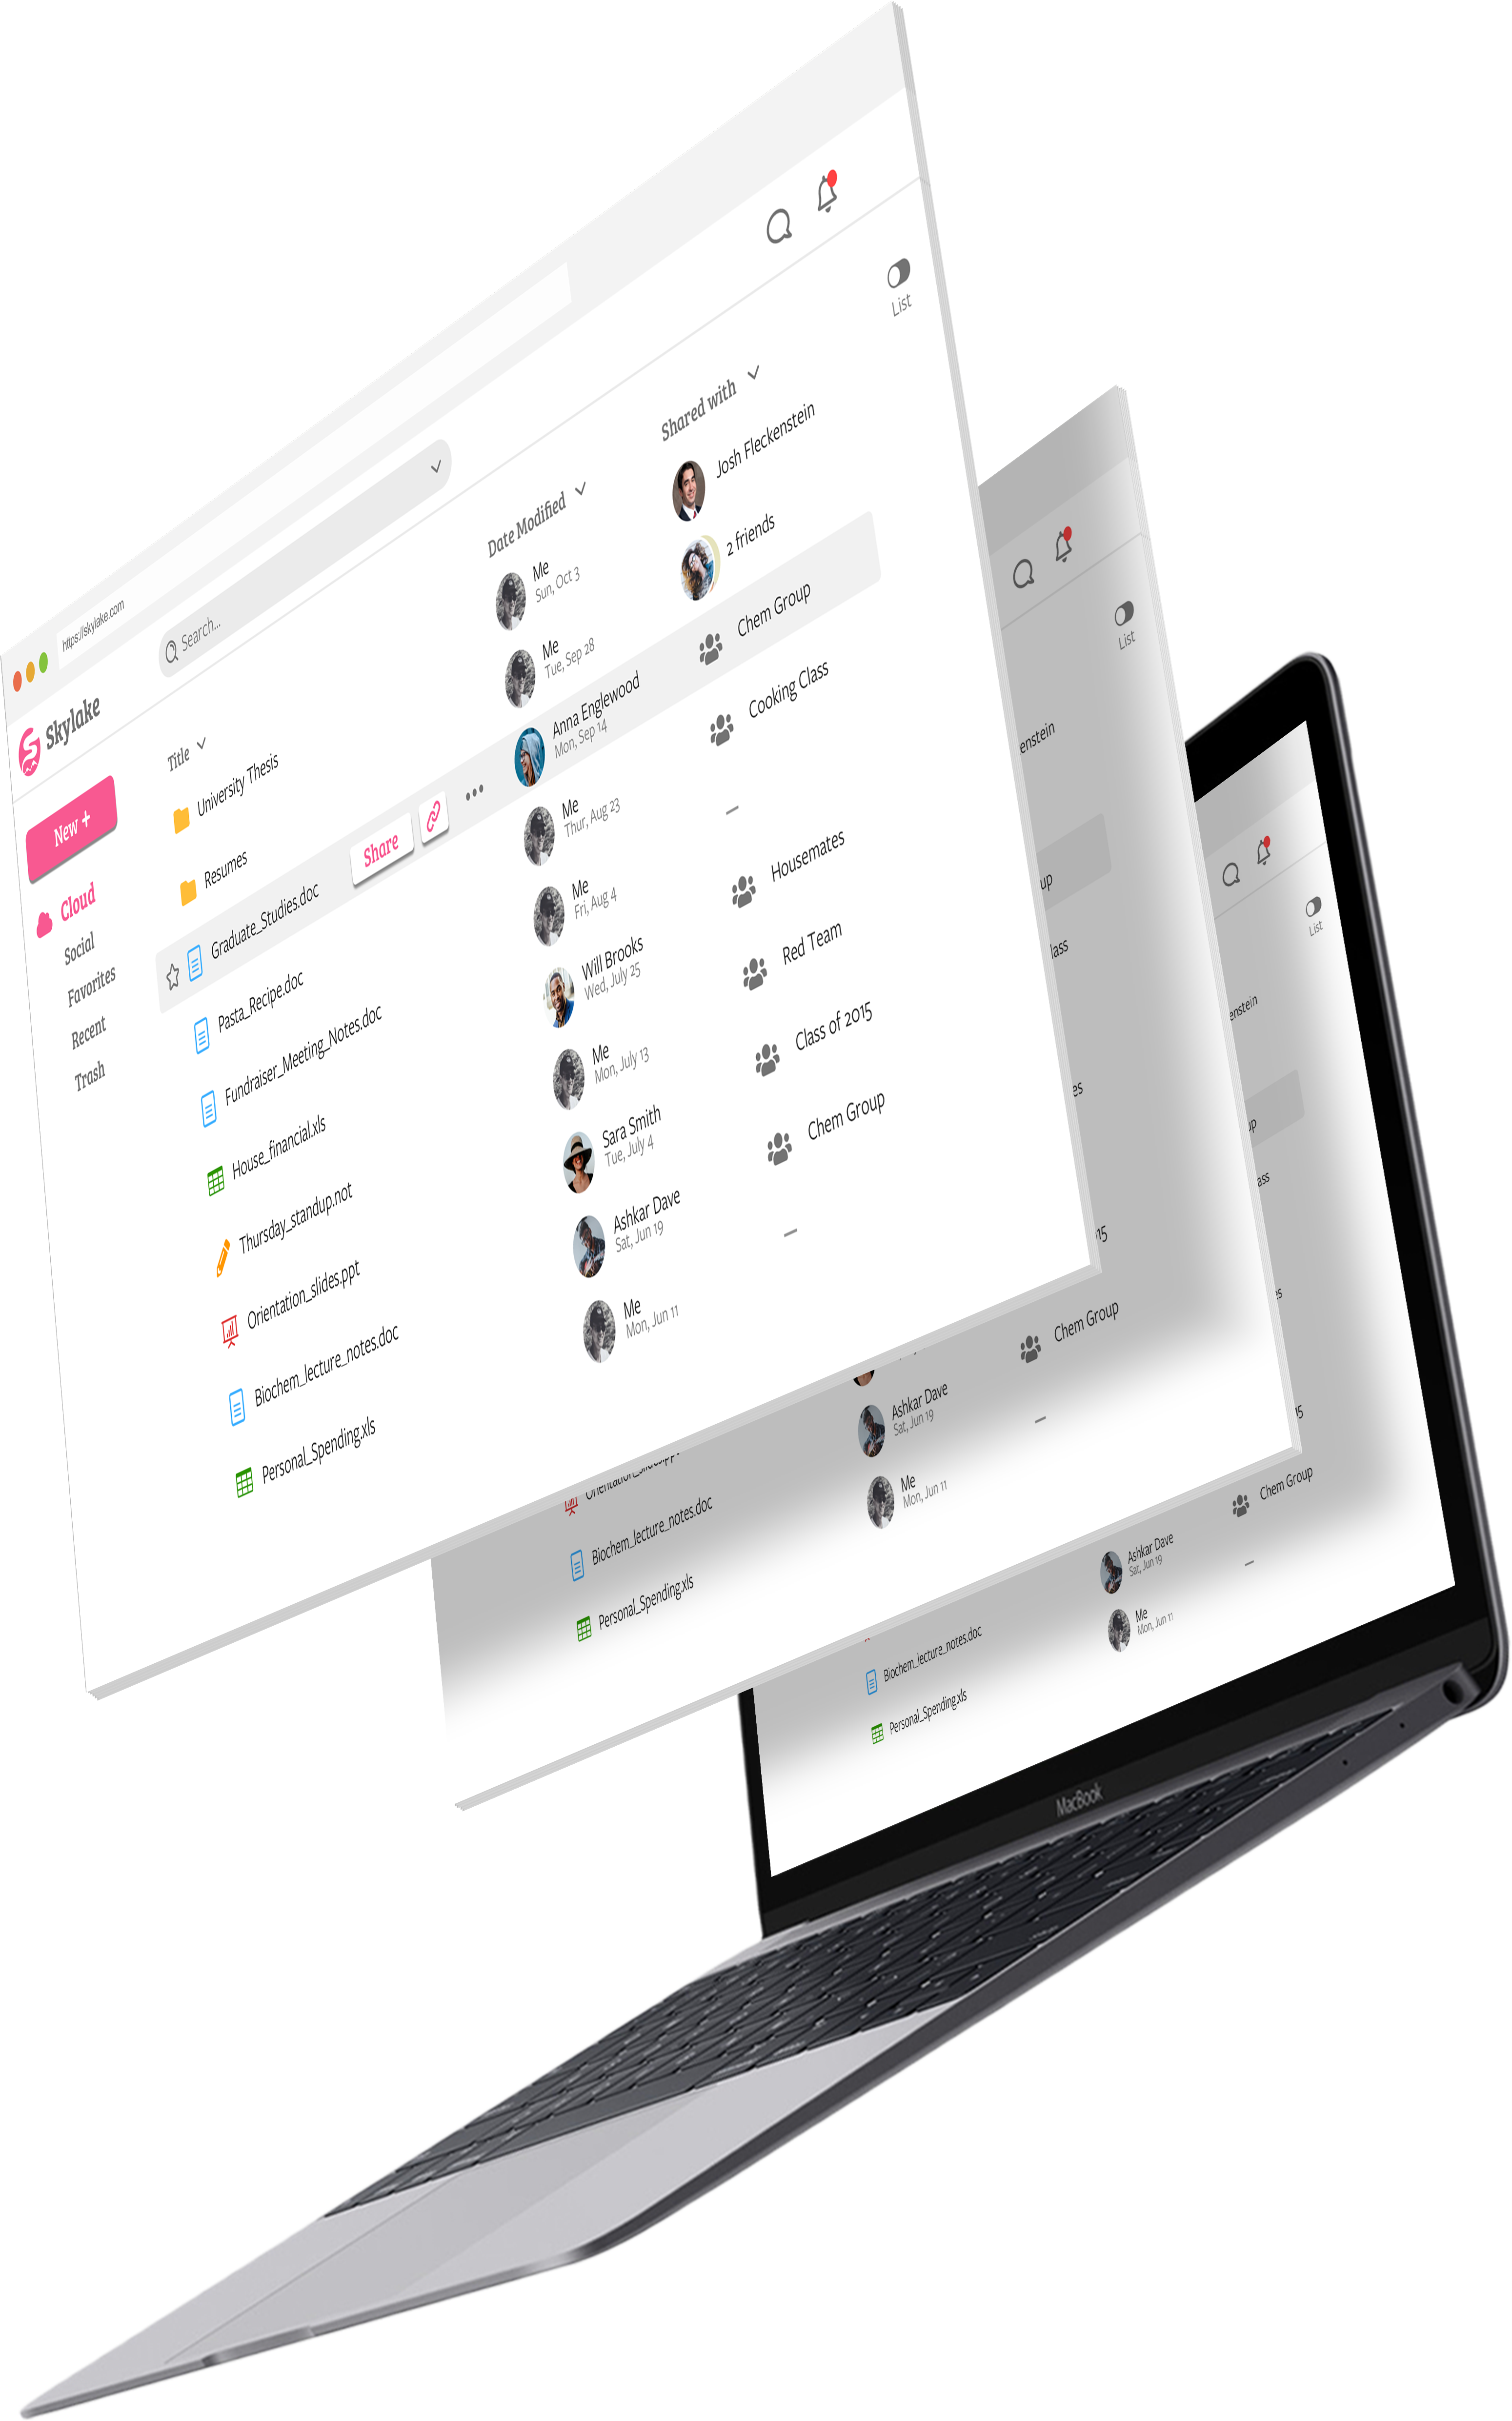 https://skylake.com
Skylake
Search...
New +
Cloud
Social
Favorites
Recent
Trash
Title
Date Modified
Shared with
List
University Thesis
Me
Sun, Oct 3
Josh Fleckenstein
Resumes
Me
Tue, Sep 28
2 friends
Graduate_Studies.doc
Share
Anna Englewood
Mon, Sep 14
Chem Group
Pasta_Recipe.doc
Me
Thur, Aug 23
Cooking Class
Fundraiser_Meeting_Notes.doc
Me
Fri, Aug 4
–
House_financial.xls
Will Brooks
Wed, July 25
Housemates
Thursday_standup.not
Me
Mon, July 13
Red Team
Orientation_slides.ppt
Sara Smith
Tue, July 4
Class of 2015
Biochem_lecture_notes.doc
Ashkar Dave
Sat, Jun 19
Chem Group
Personal_Spending.xls
Me
Mon, Jun 11
–
List
enstein
up
lass
es
15
Chem Group
Orientation_slides.ppt
Ashkar Dave
Sat, Jun 19
–
Biochem_lecture_notes.doc
Me
Mon, Jun 11
Personal_Spending.xls
List
enstein
up
ass
es
15
Chem Group
Ashkar Dave
Sat, Jun 19
–
Biochem_lecture_notes.doc
Me
Mon, Jun 11
Personal_Spending.xls
MacBook